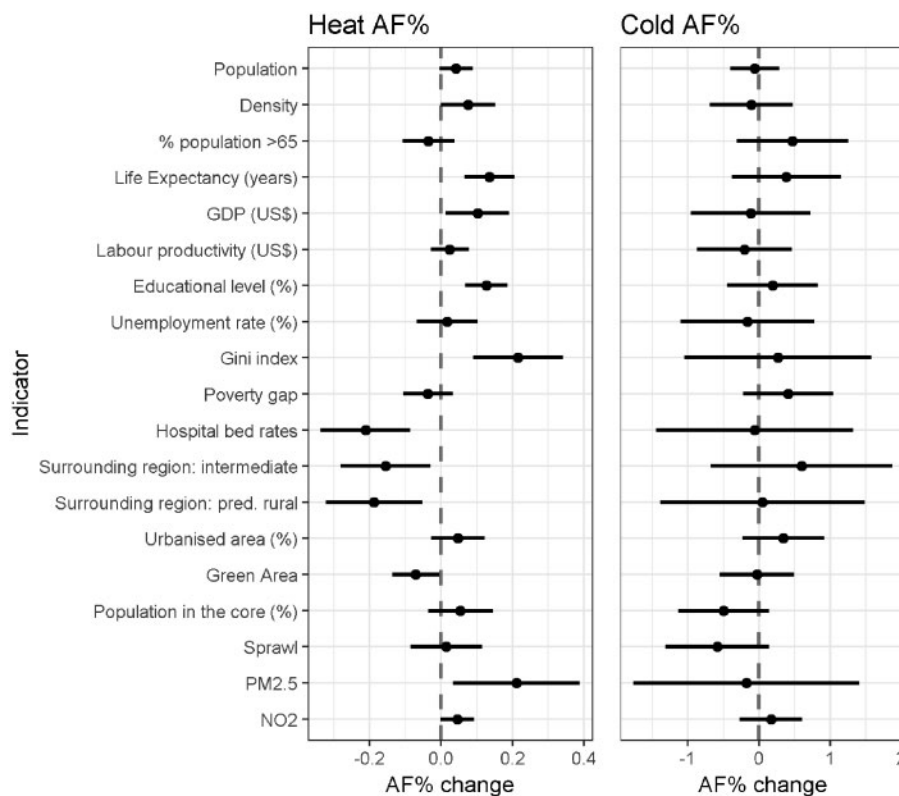 Heat AF%
Cold AF%
Indicator
Population
Density
% population >65
Life Expectancy (years)
GDP (US$)
Labour productivity (US$)
Educational level (%)
Unemployment rate (%)
Gini index
Poverty gap
Hospital bed rates
Surrounding region: intermediate
Surrounding region: pred. rural
Urbanised area (%)
Green Area
Population in the core (%)
Sprawl
PM2.5
NO2
-0.2 0.0 0.2 0.4
-1 0 1 2
AF% change
AF% change